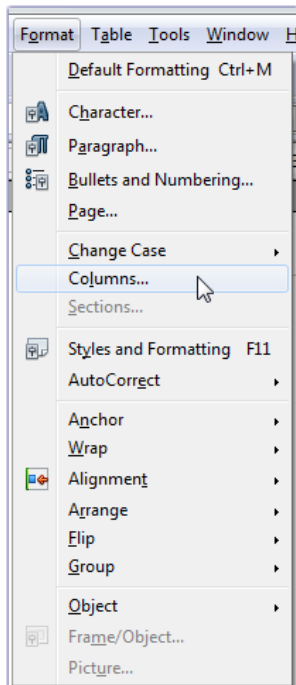 Format Table Tools Window H
Default Formatting Ctrl+M
Character...
Paragraph...
Bullets and Numbering...
Page...
Change Case
Columns...
Sections...
Styles and Formatting F11
AutoCorrect
Anchor
Wrap
Alignment
Arrange
Flip
Group
Object
Frame/Object...
Picture...